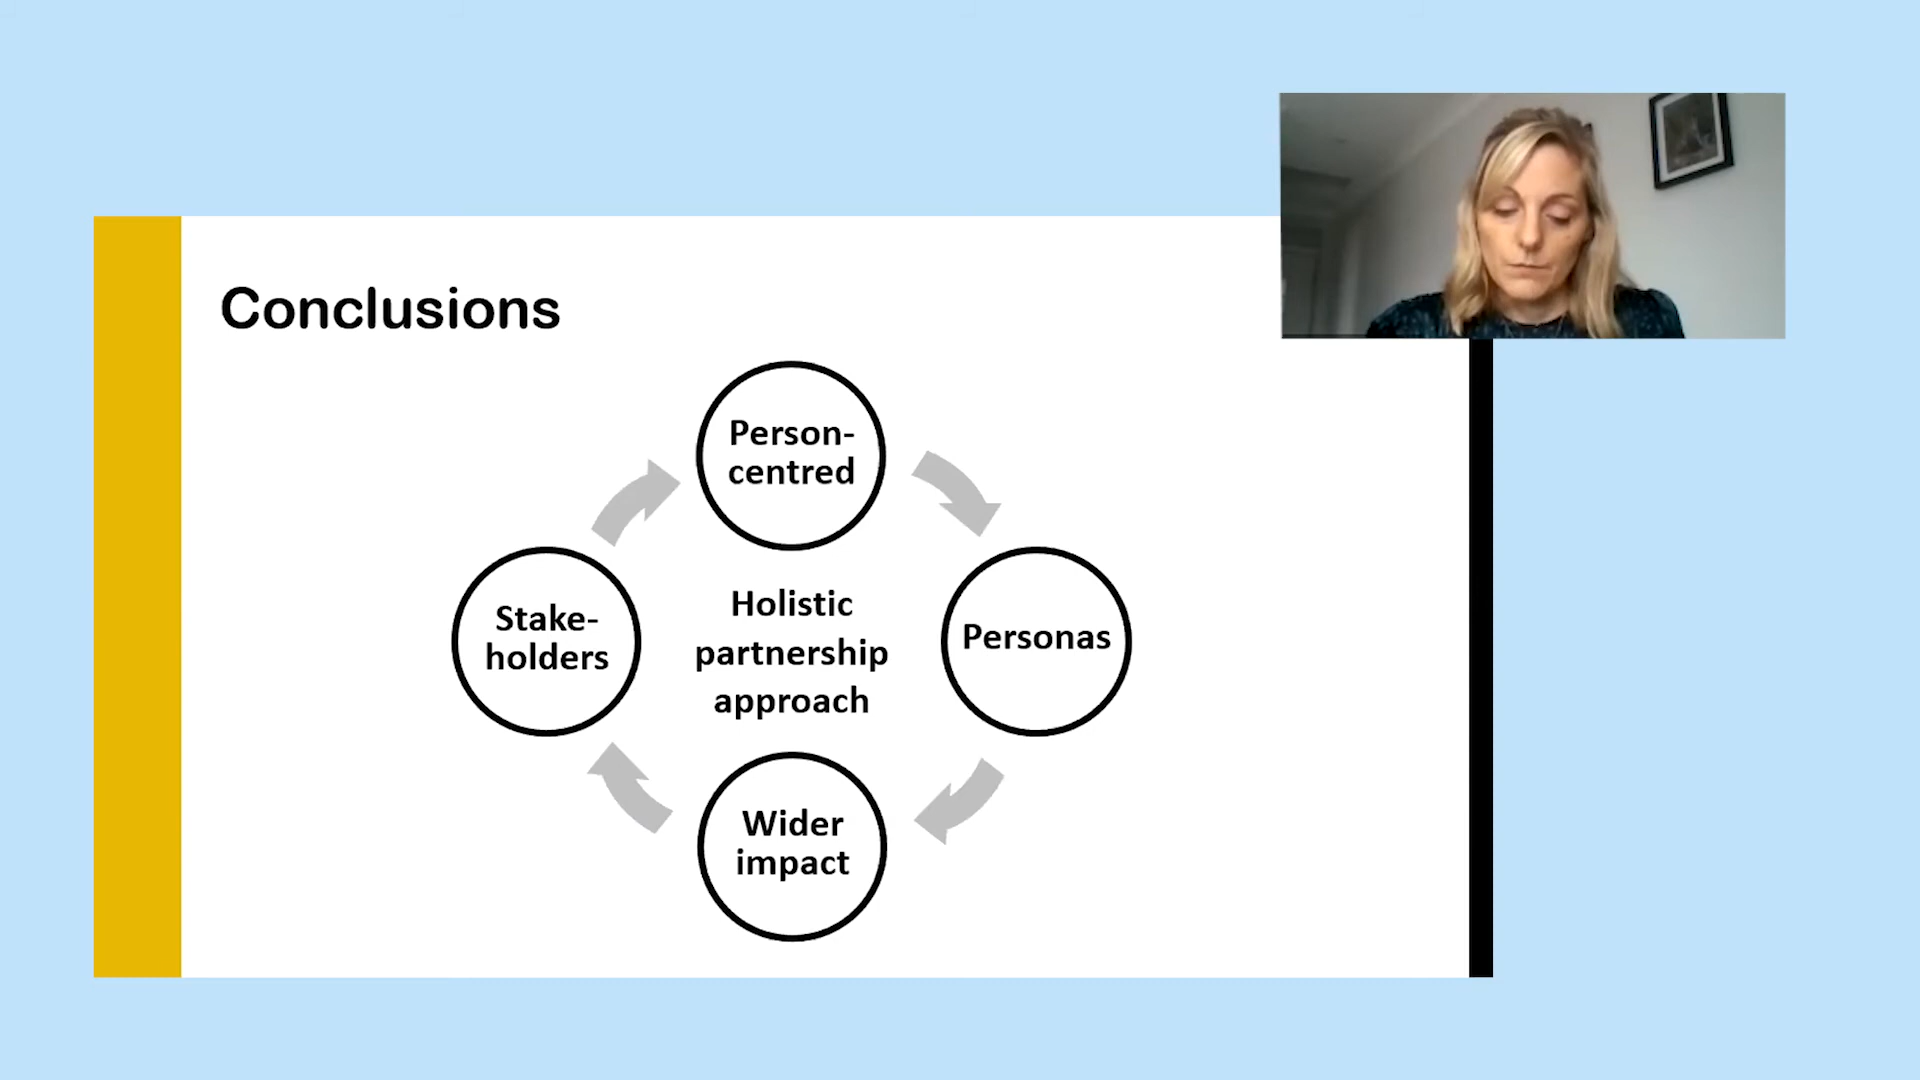 Conclusions
Person-
centred
Stake-
holders
Holistic
partnership
approach
Personas
Wider
impact